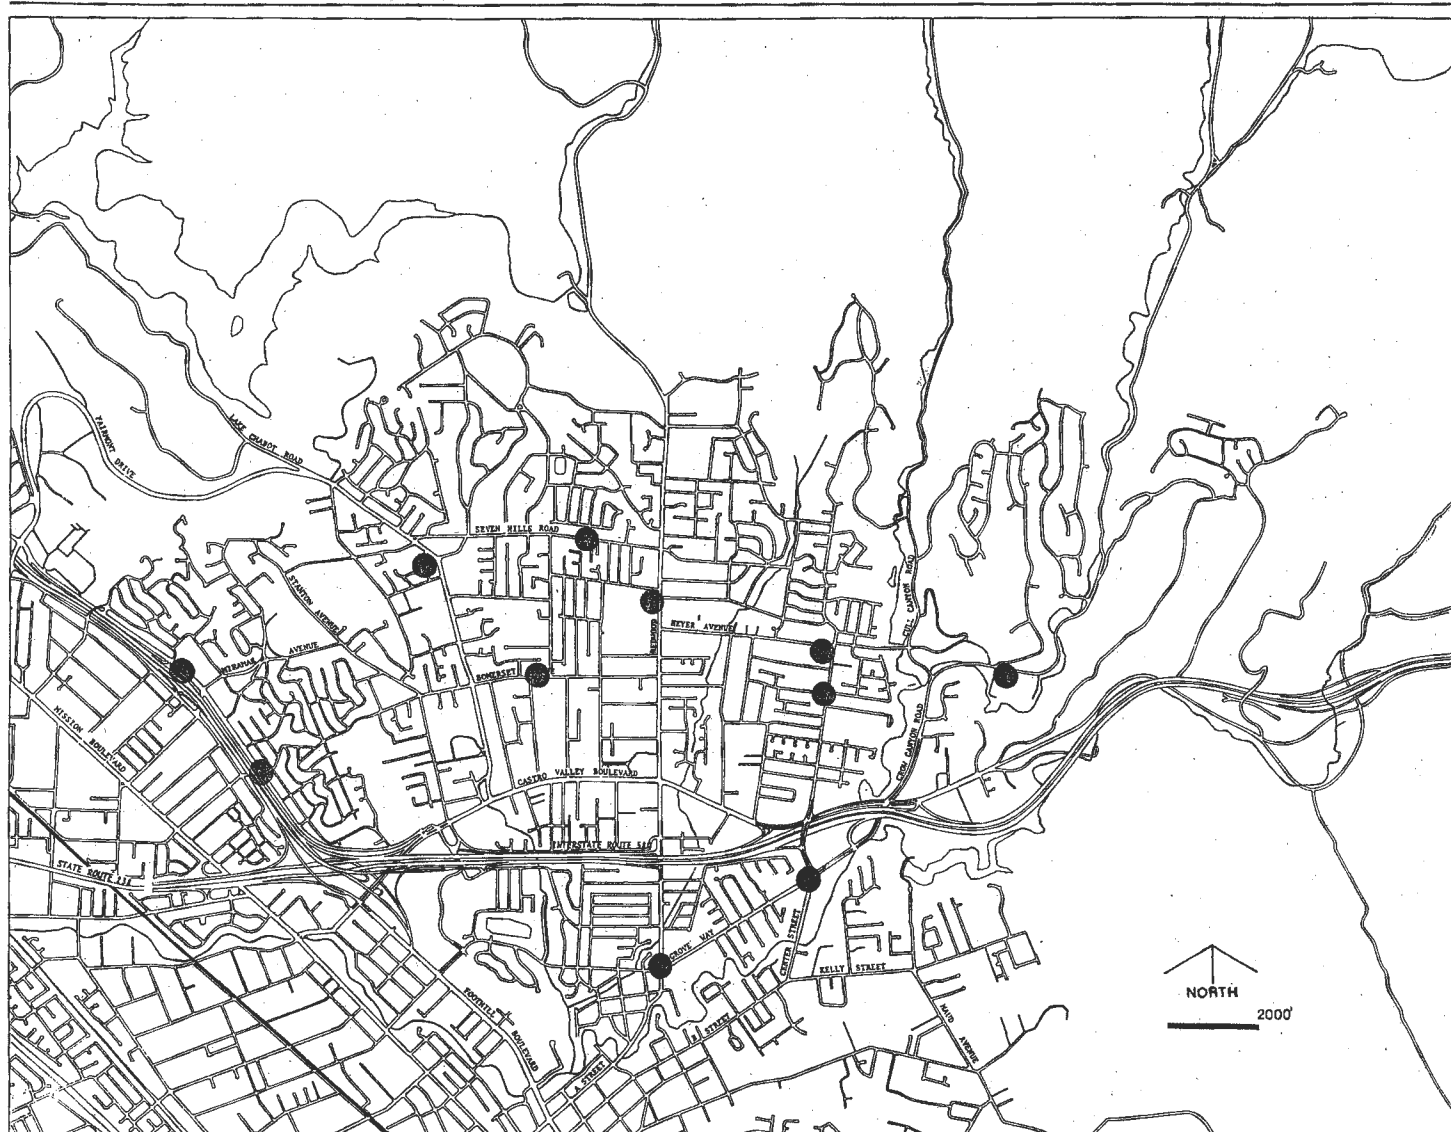 LAKE CHABOT ROAD
FAIRMONT DRIVE
SEVEN HILLS ROAD
STANTON AVENUE
CULL CANYON ROAD
REDWOOD
HEYER AVENUE
MIRAMAR AVENUE
SOMERSET
MISSION BOULEVARD
CROW CANYON ROAD
CASTRO VALLEY BOULEVARD
INTERSTATE ROUTE 580
STATE ROUTE 238
GROVE WAY
CENTER STREET
KELLY STREET
NORTH
2000'
FOOTHILL BOULEVARD
B STREET
MAUD AVENUE
A STREET